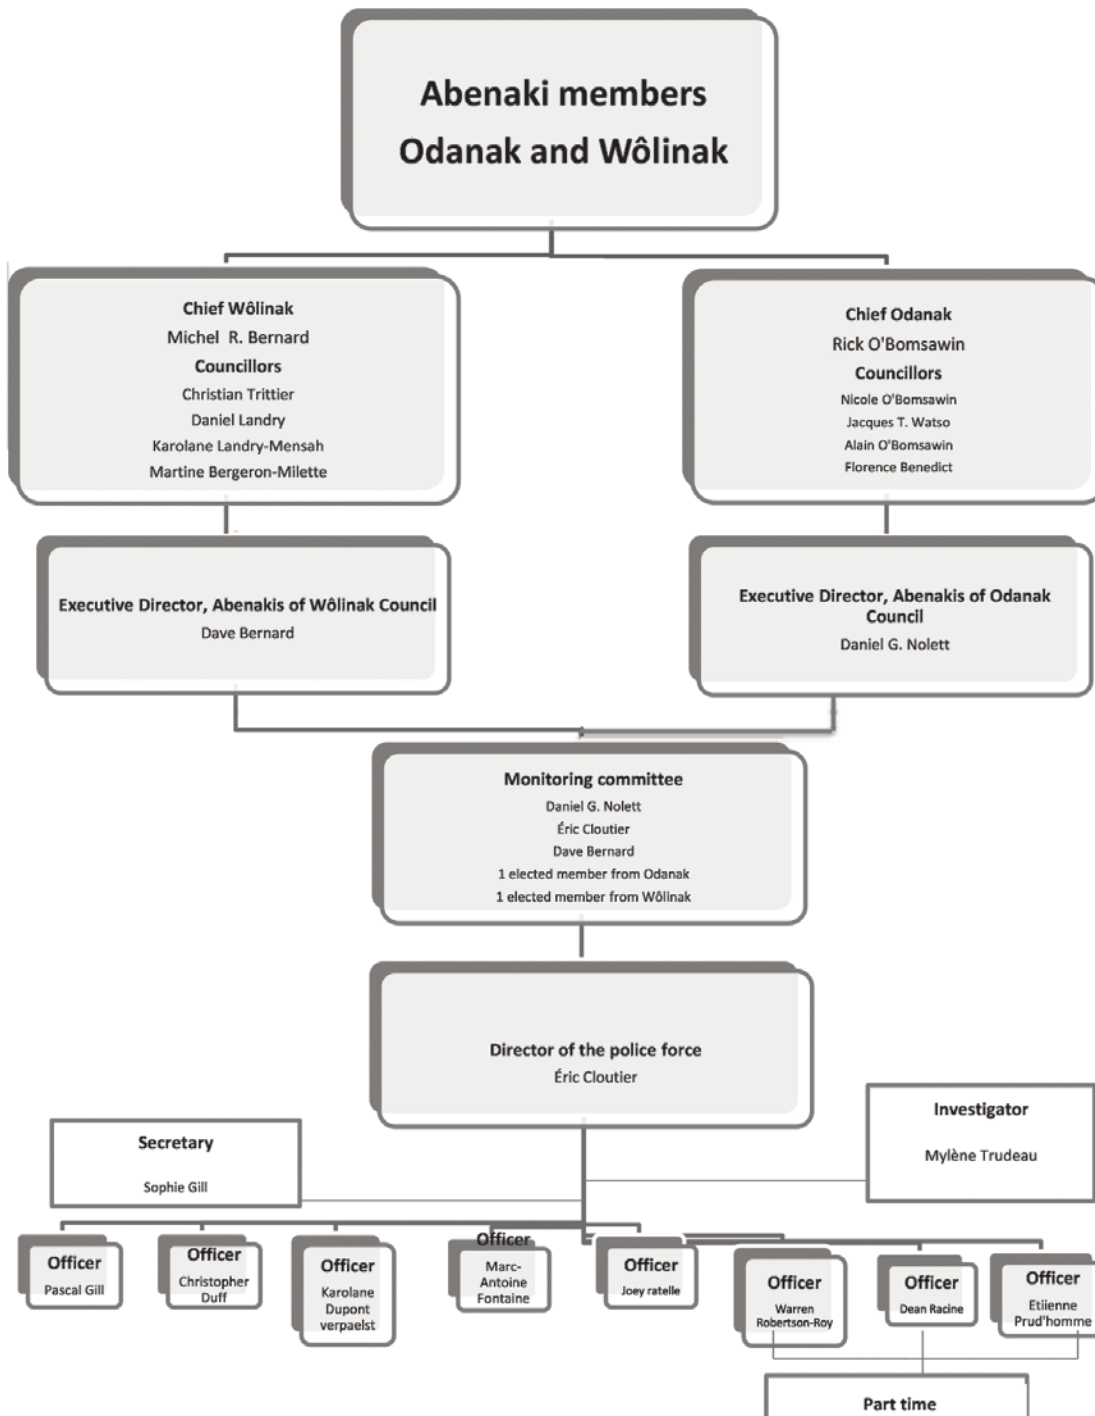 Abenaki members
Odanak and Wôlinak
Chief Wôlinak
Michel R. Bernard
Councillors
Christian Trittier
Daniel Landry
Karolane Landry-Mensah
Martine Bergeron-Milette
Chief Odanak
Rick O'Bomsawin
Councillors
Nicole O'Bomsawin
Jacques T. Watso
Alain O'Bomsawin
Florence Benedict
Executive Director, Abenakis of Wôlinak Council
Dave Bernard
Executive Director, Abenakis of Odanak
Council
Daniel G. Nolett
Monitoring committee
Daniel G. Nolett
Éric Cloutier
Dave Bernard
1 elected member from Odanak
1 elected member from Wôlinak
Director of the police force
Éric Cloutier
Secretary
Sophie Gill
Investigator
Mylène Trudeau
Officer
Pascal Gill
Officer
Christopher
Duff
Officer
Karolane
Dupont
verpaelst
Officer
Marc-
Antoine
Fontaine
Officer
Joey ratelle
Officer
Warren
Robertson-Roy
Officer
Dean Racine
Officer
Etiienne
Prud'homme
Part time